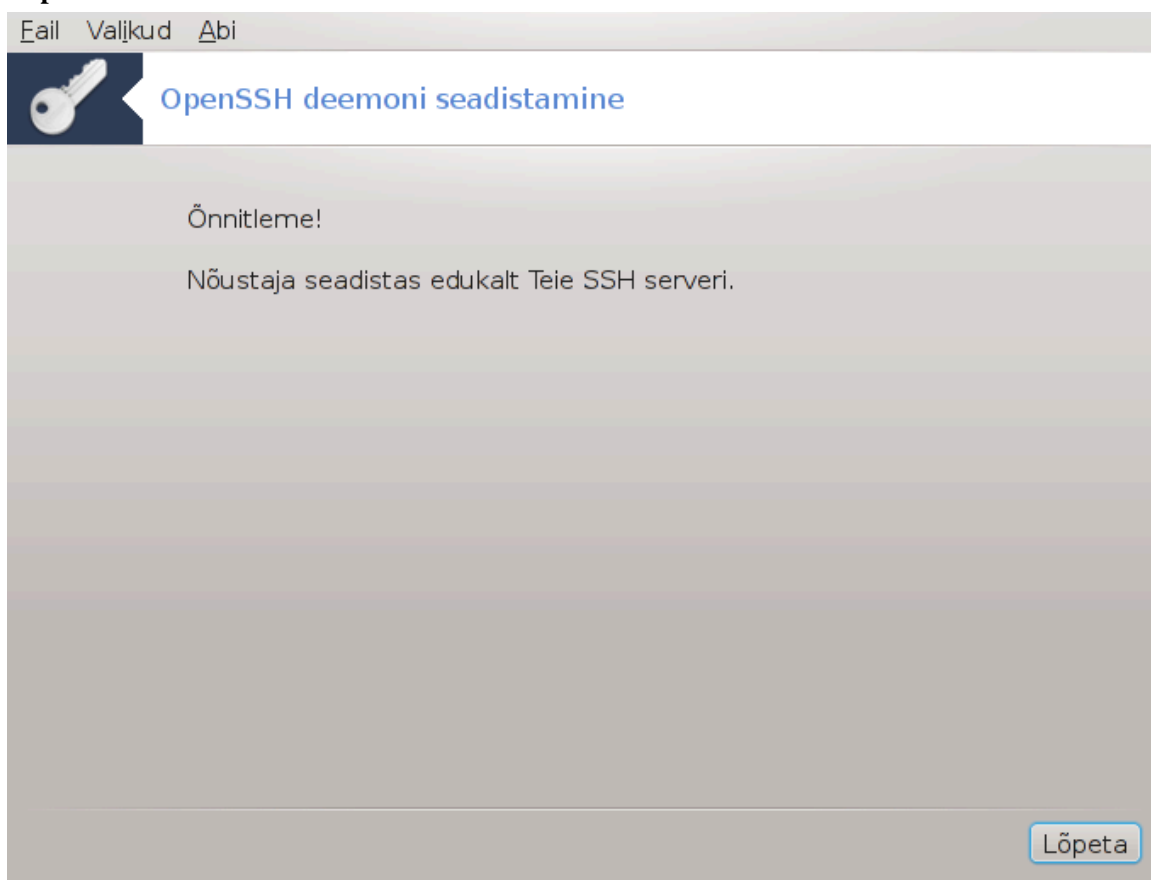 Fail Valikud Abi
OpenSSH deemoni seadistamine
Õnnitleme!
Nõustaja seadistas edukalt Teie SSH serveri.
Lõpeta